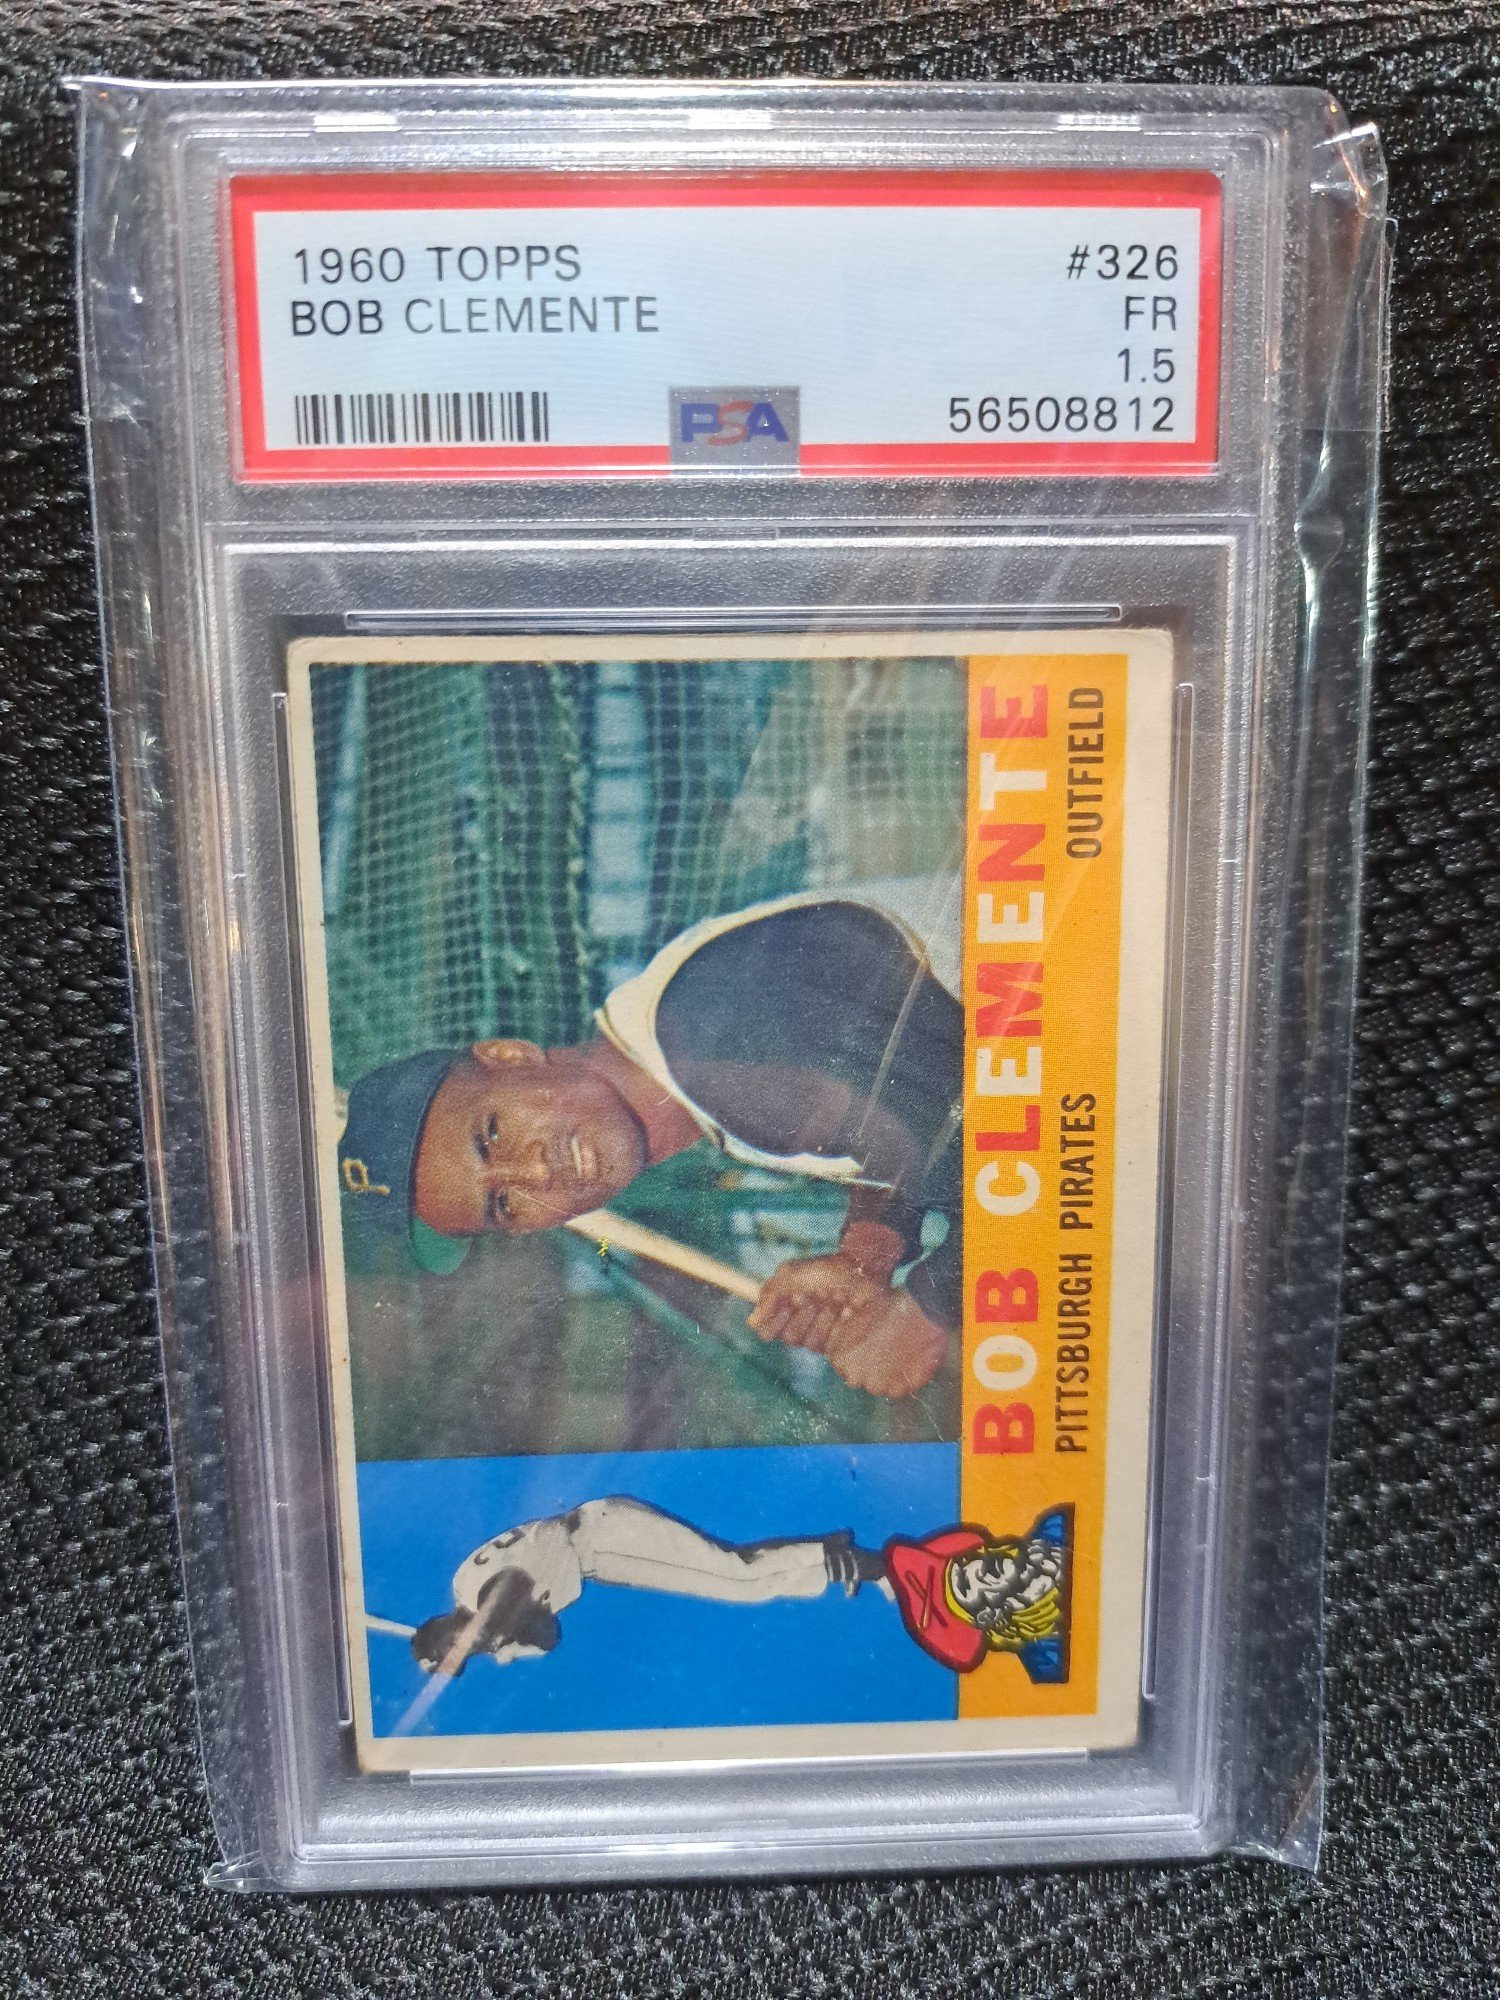 1960 TOPPS #326
BOB CLEMENTE FR
1.5
PSA 56508812
BOB CLEMENTE
PITTSBURGH PIRATES OUTFIELD
P